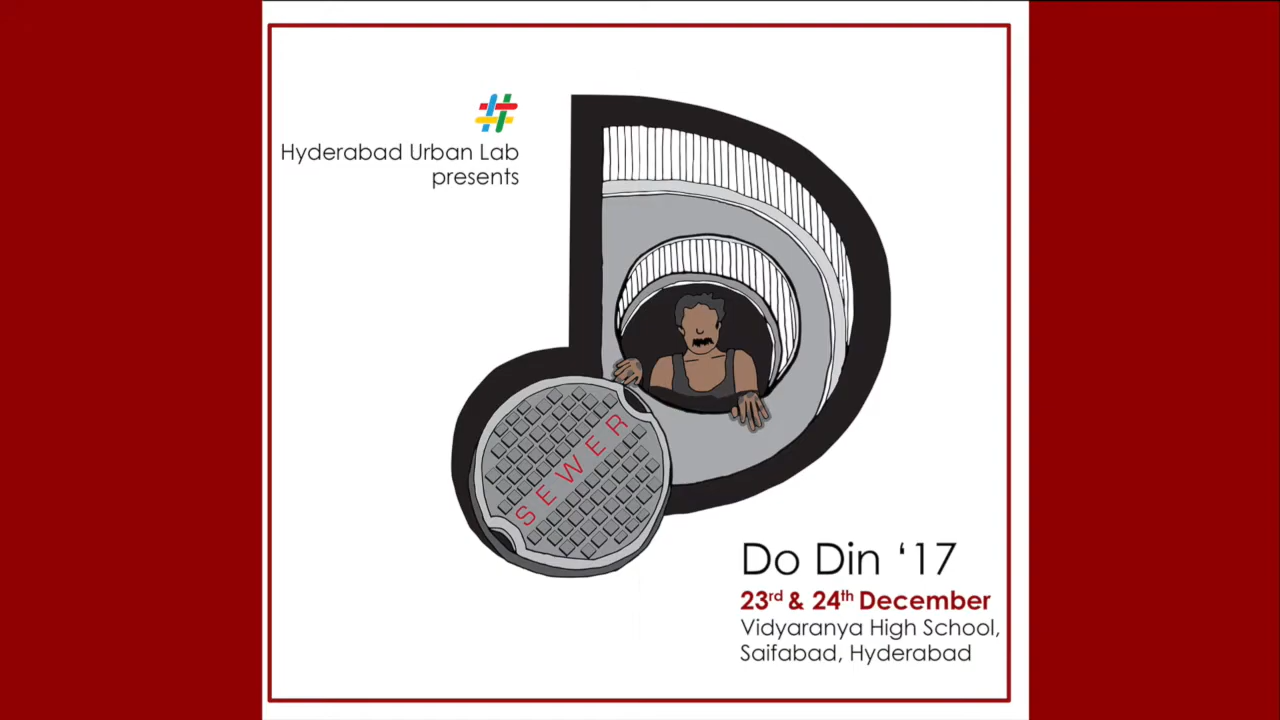 Hyderabad Urban Lab
presents
SEWER
Do Din ‘17
23rd & 24th December
Vidyaranya High School,
Saifabad, Hyderabad